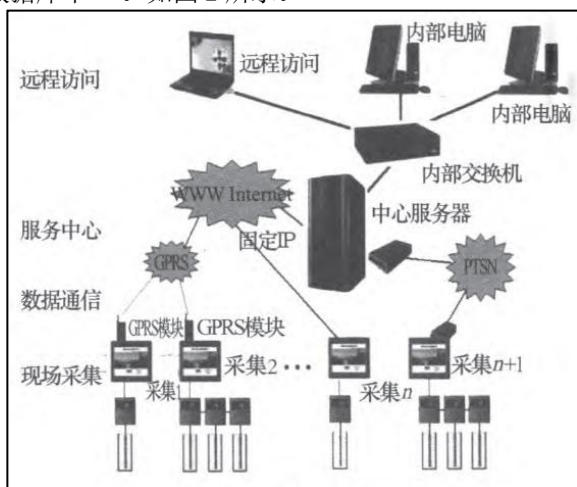 远程访问
远程访问
内部电脑
内部电脑
内部交换机
WWW Internet
服务中心
固定IP
中心服务器
GPRS
PTSN
数据通信
GPRS模块
GPRS模块
现场采集
采集1
采集2
•••
采集n
采集n+1